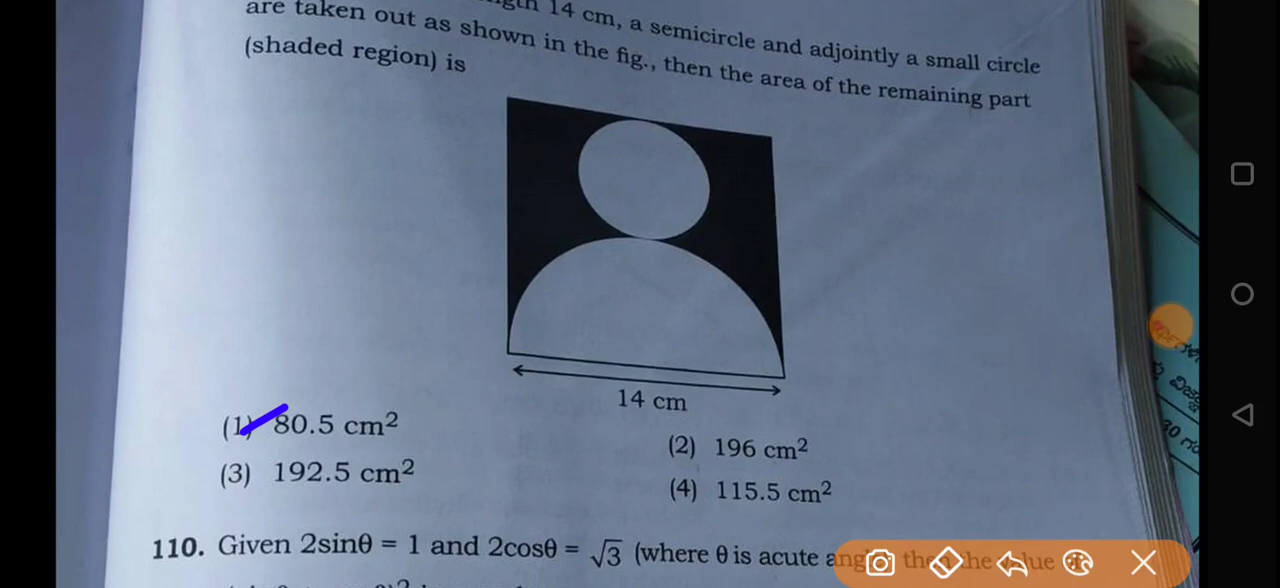 14 cm, a semicircle and adjointly a small circle
are taken out as shown in the fig., then the area of the remaining part
(shaded region) is
14 cm
(1) 80.5 cm²
(2) 196 cm²
(3) 192.5 cm²
(4) 115.5 cm²
110. Given 2sinθ = 1 and 2cosθ = √3 (where θ is acute